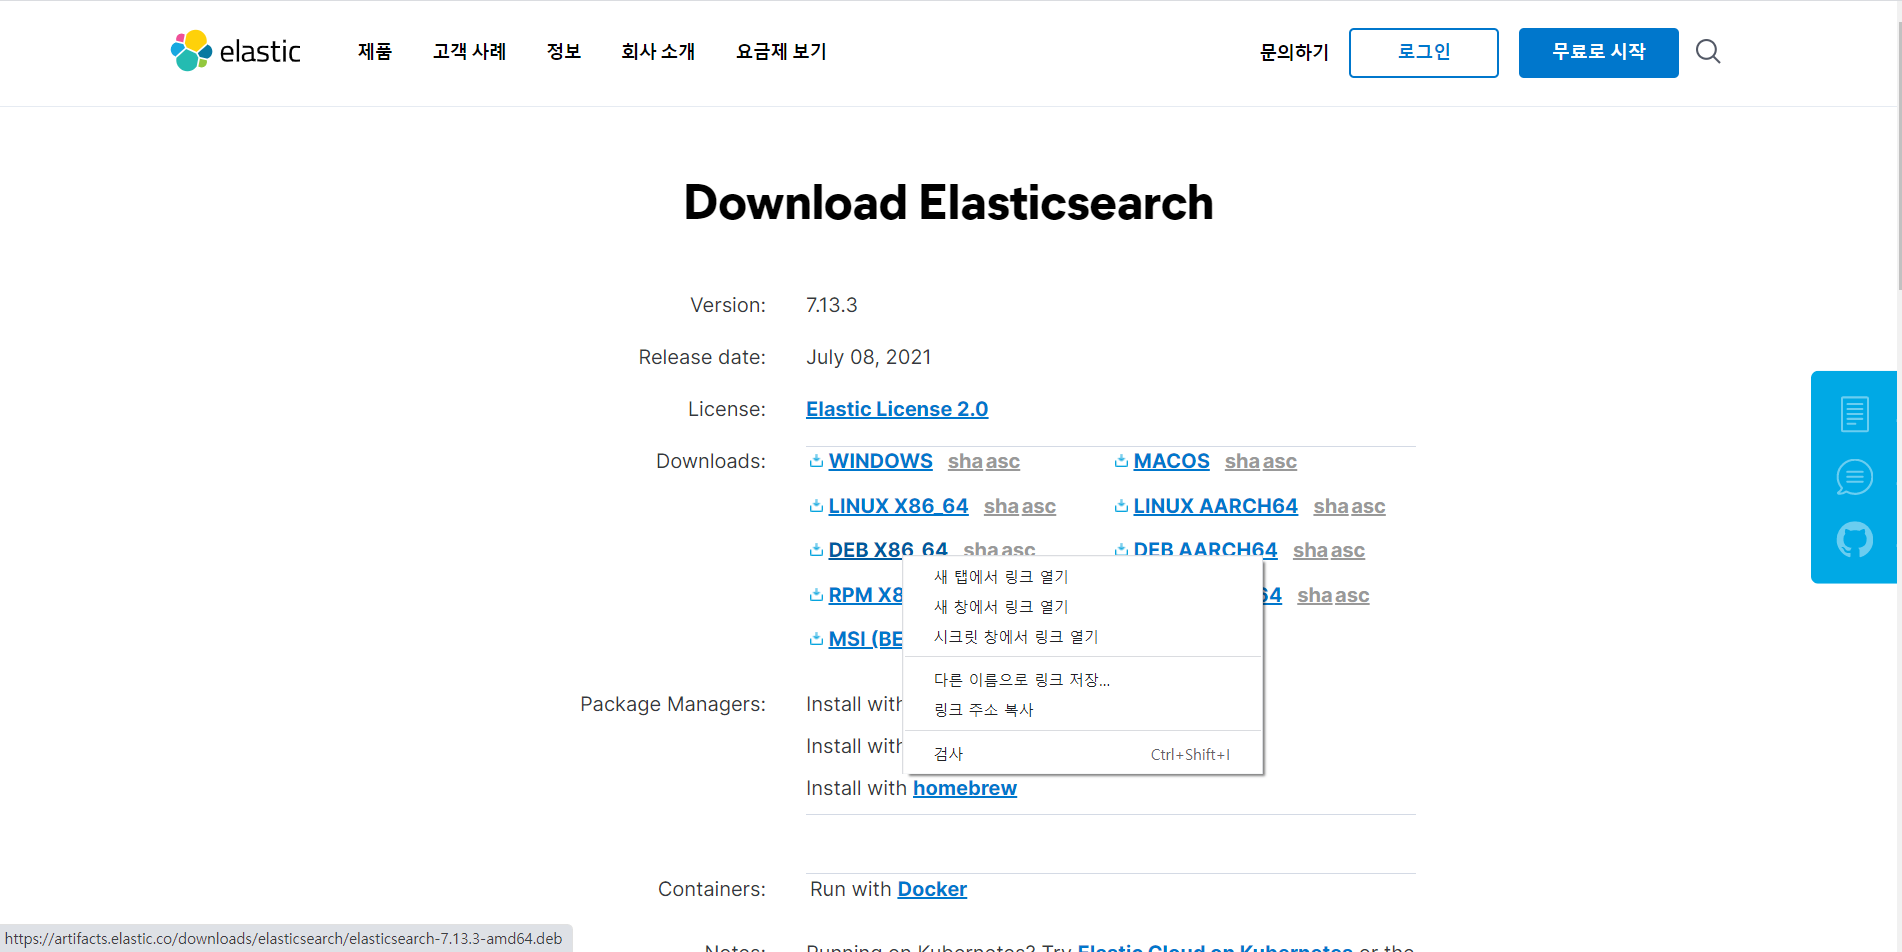 elastic 제품 고객 사례 정보 회사 소개 요금제 보기 문의하기 로그인 무료로 시작
Download Elasticsearch
Version: 7.13.3
Release date: July 08, 2021
License: Elastic License 2.0
Downloads: WINDOWS sha asc MACOS sha asc
LINUX X86_64 sha asc LINUX AARCH64 sha asc
DEB X86_64 sha asc DEB AARCH64 sha asc
RPM X8 64 sha asc
MSI (BE
새 탭에서 링크 열기
새 창에서 링크 열기
시크릿 창에서 링크 열기
다른 이름으로 링크 저장...
링크 주소 복사
검사 Ctrl+Shift+I
Package Managers: Install with
Install with
Install with homebrew
Containers: Run with Docker
Notes: Running on Kubernetes? Try Elastic Cloud on Kubernetes or the
https://artifacts.elastic.co/downloads/elasticsearch/elasticsearch-7.13.3-amd64.deb